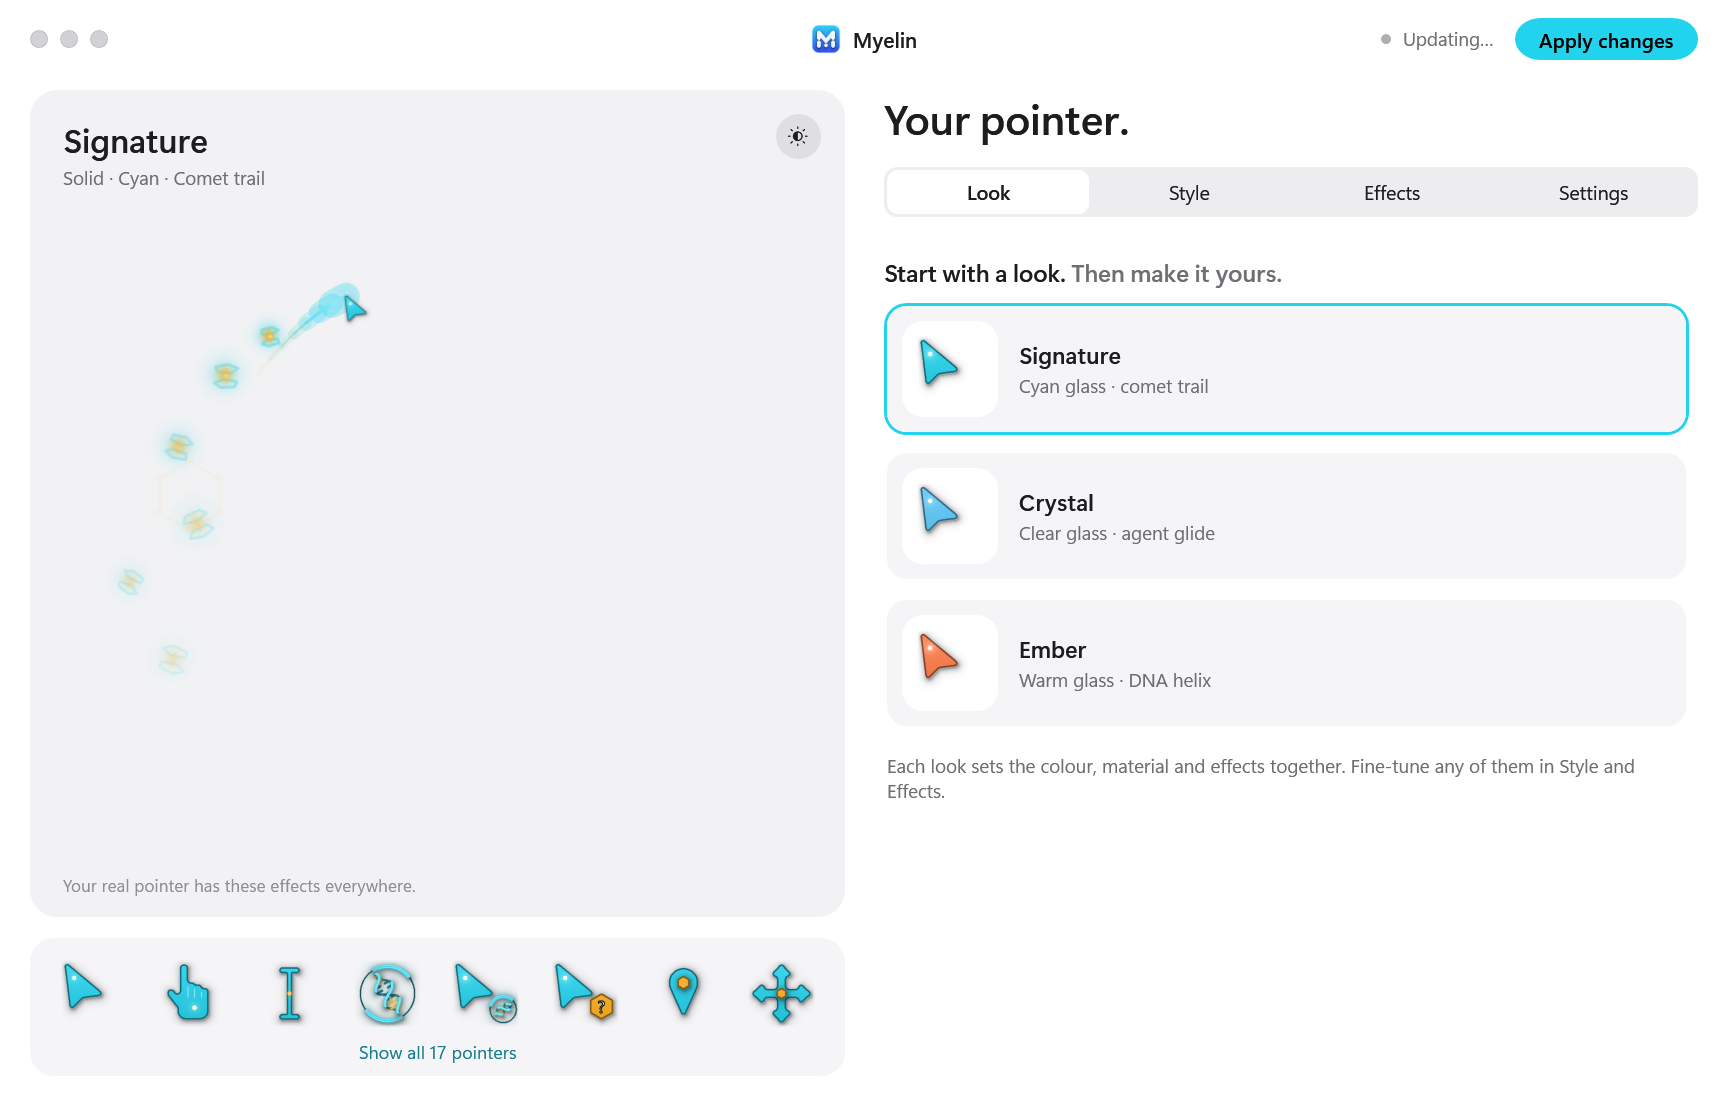 Myelin
Updating...
Apply changes
Signature
Solid · Cyan · Comet trail
Your real pointer has these effects everywhere.
?
Show all 17 pointers
Your pointer.
Look
Style
Effects
Settings
Start with a look. Then make it yours.
Signature
Cyan glass · comet trail
Crystal
Clear glass · agent glide
Ember
Warm glass · DNA helix
Each look sets the colour, material and effects together. Fine-tune any of them in Style and
Effects.